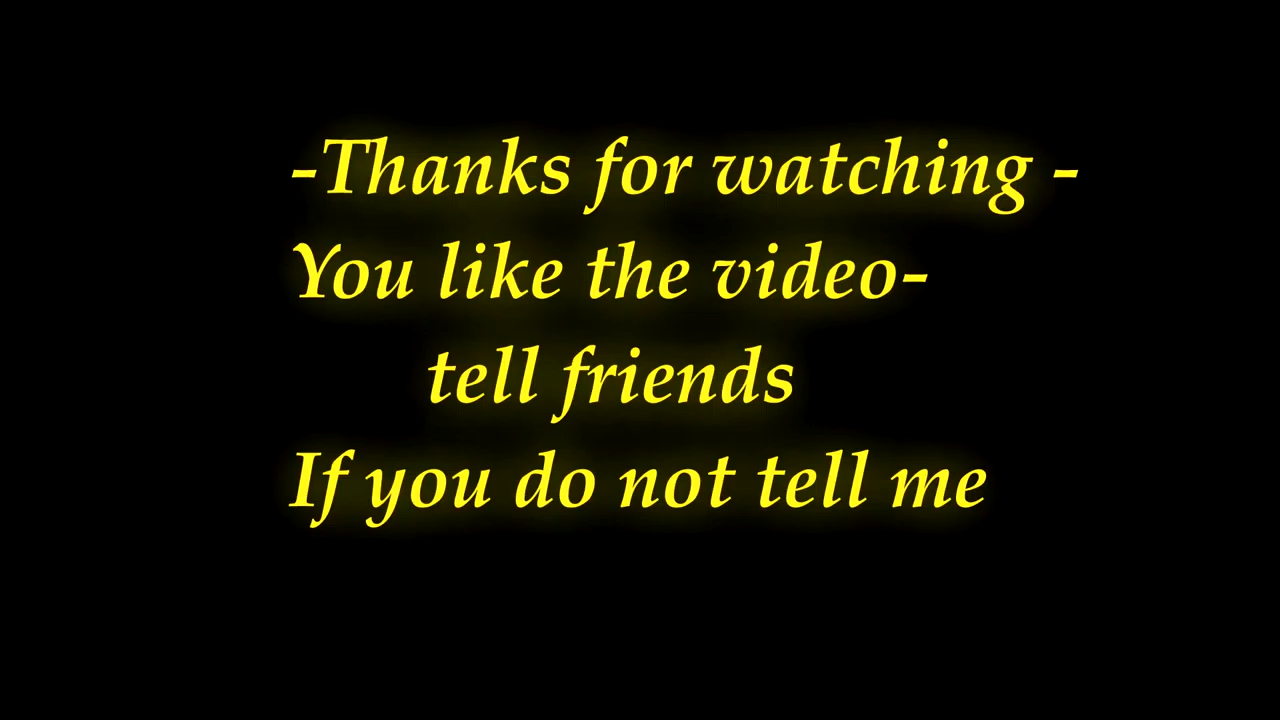 -Thanks for watching -
You like the video-
tell friends
If you do not tell me